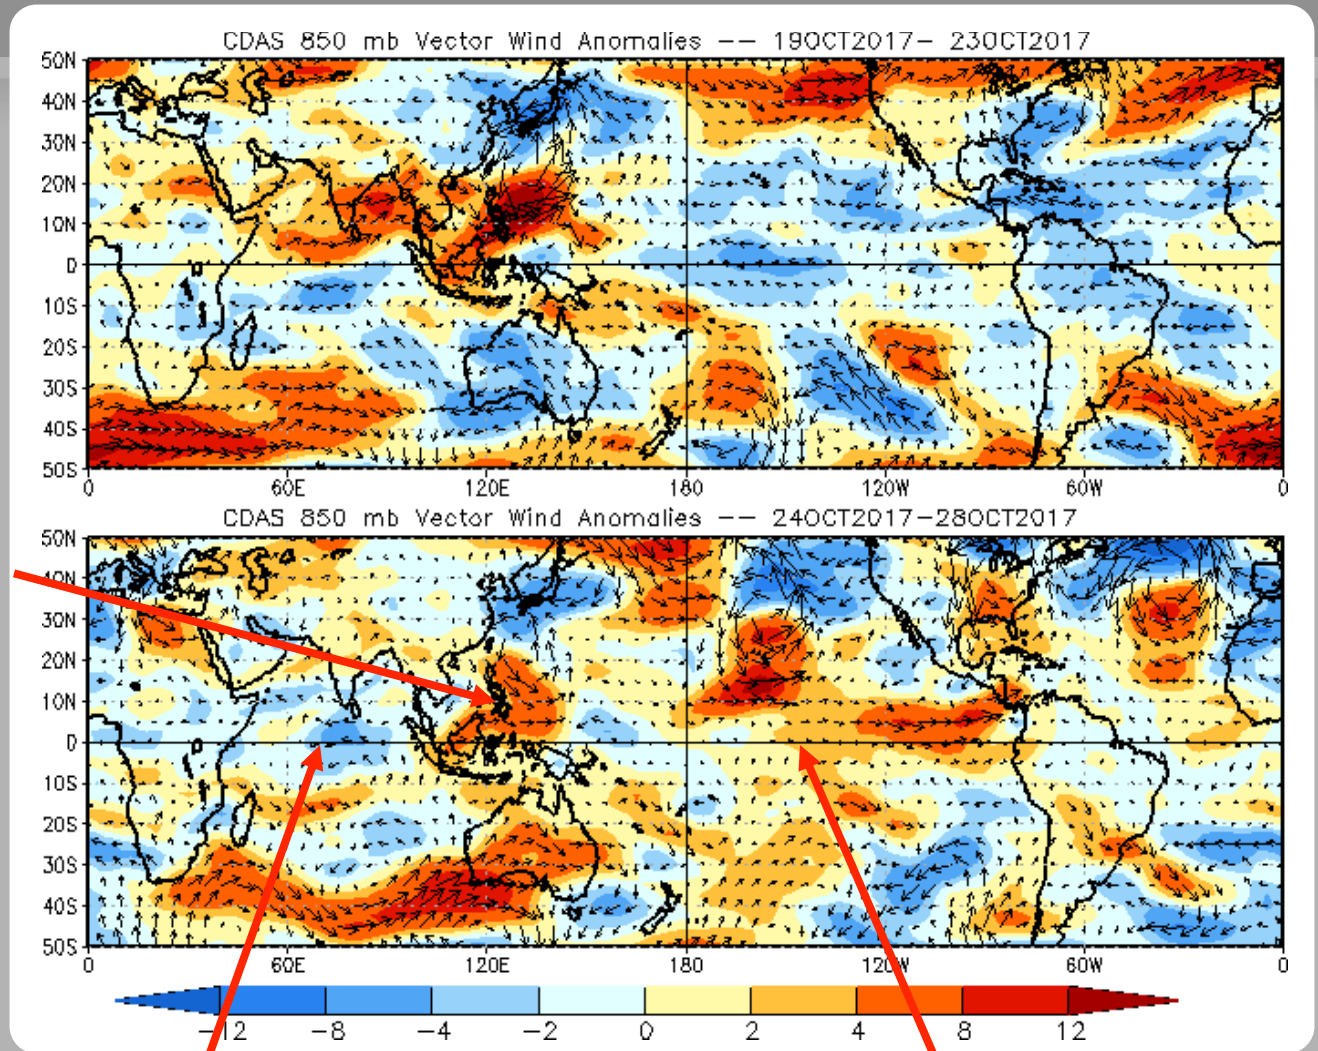 CDAS 850 mb Vector Wind Anomalies -- 19OCT2017- 23OCT2017
50N
40N
30N
20N
10N
0
10S
20S
30S
40S
50S
0 60E 120E 180 120W 60W 0
CDAS 850 mb Vector Wind Anomalies -- 24OCT2017-28OCT2017
50N
40N
30N
20N
10N
0
10S
20S
30S
40S
50S
0 60E 120E 180 120W 60W 0
-12 -8 -4 -2 0 2 4 8 12